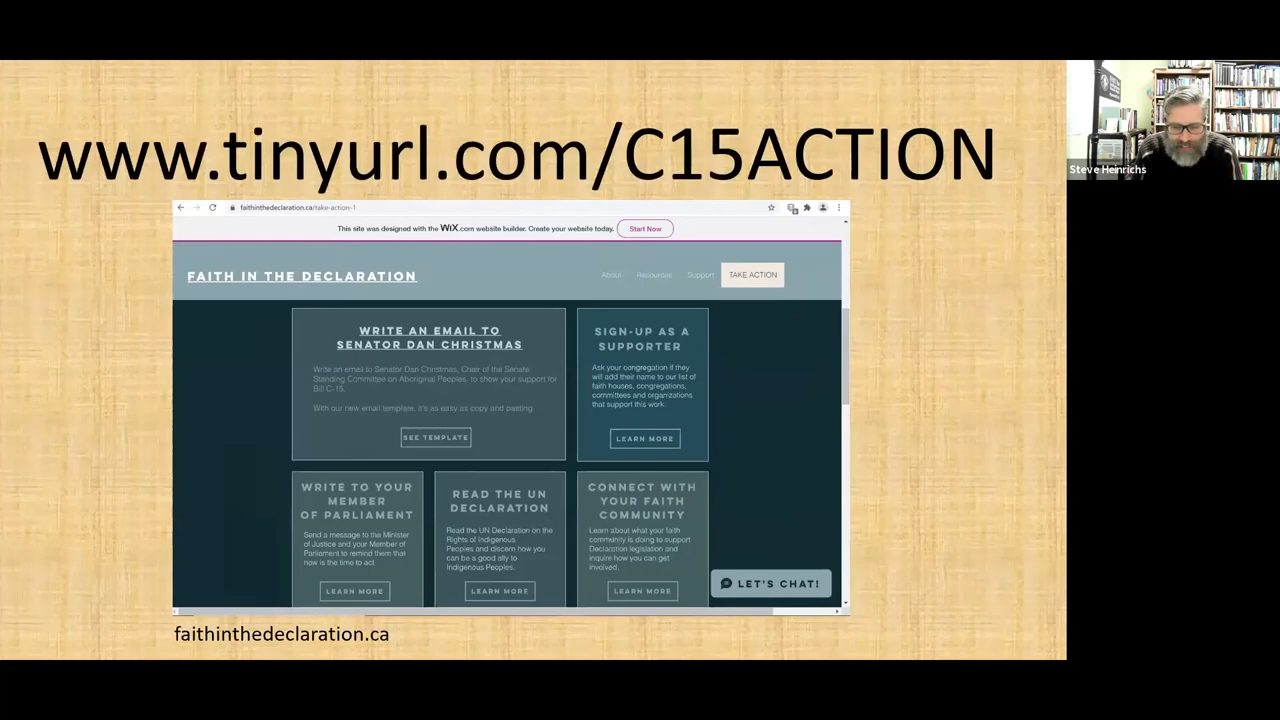 www.tinyurl.com/C15ACTION
Steve Heinrichs
faithinthedeclaration.ca/take-action-1
This site was designed with the WiX.com website builder. Create your website today.
Start Now
FAITH IN THE DECLARATION
About
Resources
Support
TAKE ACTION
WRITE AN EMAIL TO
SENATOR DAN CHRISTMAS
Write an email to Senator Dan Christmas, Chair of the Senate
Standing Committee on Aboriginal Peoples, to show your support for
Bill C-15.
With our new email template, it's as easy as copy and pasting.
SEE TEMPLATE
SIGN-UP AS A
SUPPORTER
Ask your congregation if they
will add their name to our list of
faith houses, congregations,
committees and organizations
that support this work.
LEARN MORE
WRITE TO YOUR
MEMBER
OF PARLIAMENT
Send a message to the Minister
of Justice and your Member of
Parliament to remind them that
now is the time to act
LEARN MORE
READ THE UN
DECLARATION
Read the UN Declaration on the
Rights of Indigenous
Peoples and discern how you
can be a good ally to
Indigenous Peoples.
LEARN MORE
CONNECT WITH
YOUR FAITH
COMMUNITY
Learn about what your faith
community is doing to support
Declaration legislation and
inquire how you can get
involved.
LEARN MORE
LET'S CHAT!
faithinthedeclaration.ca